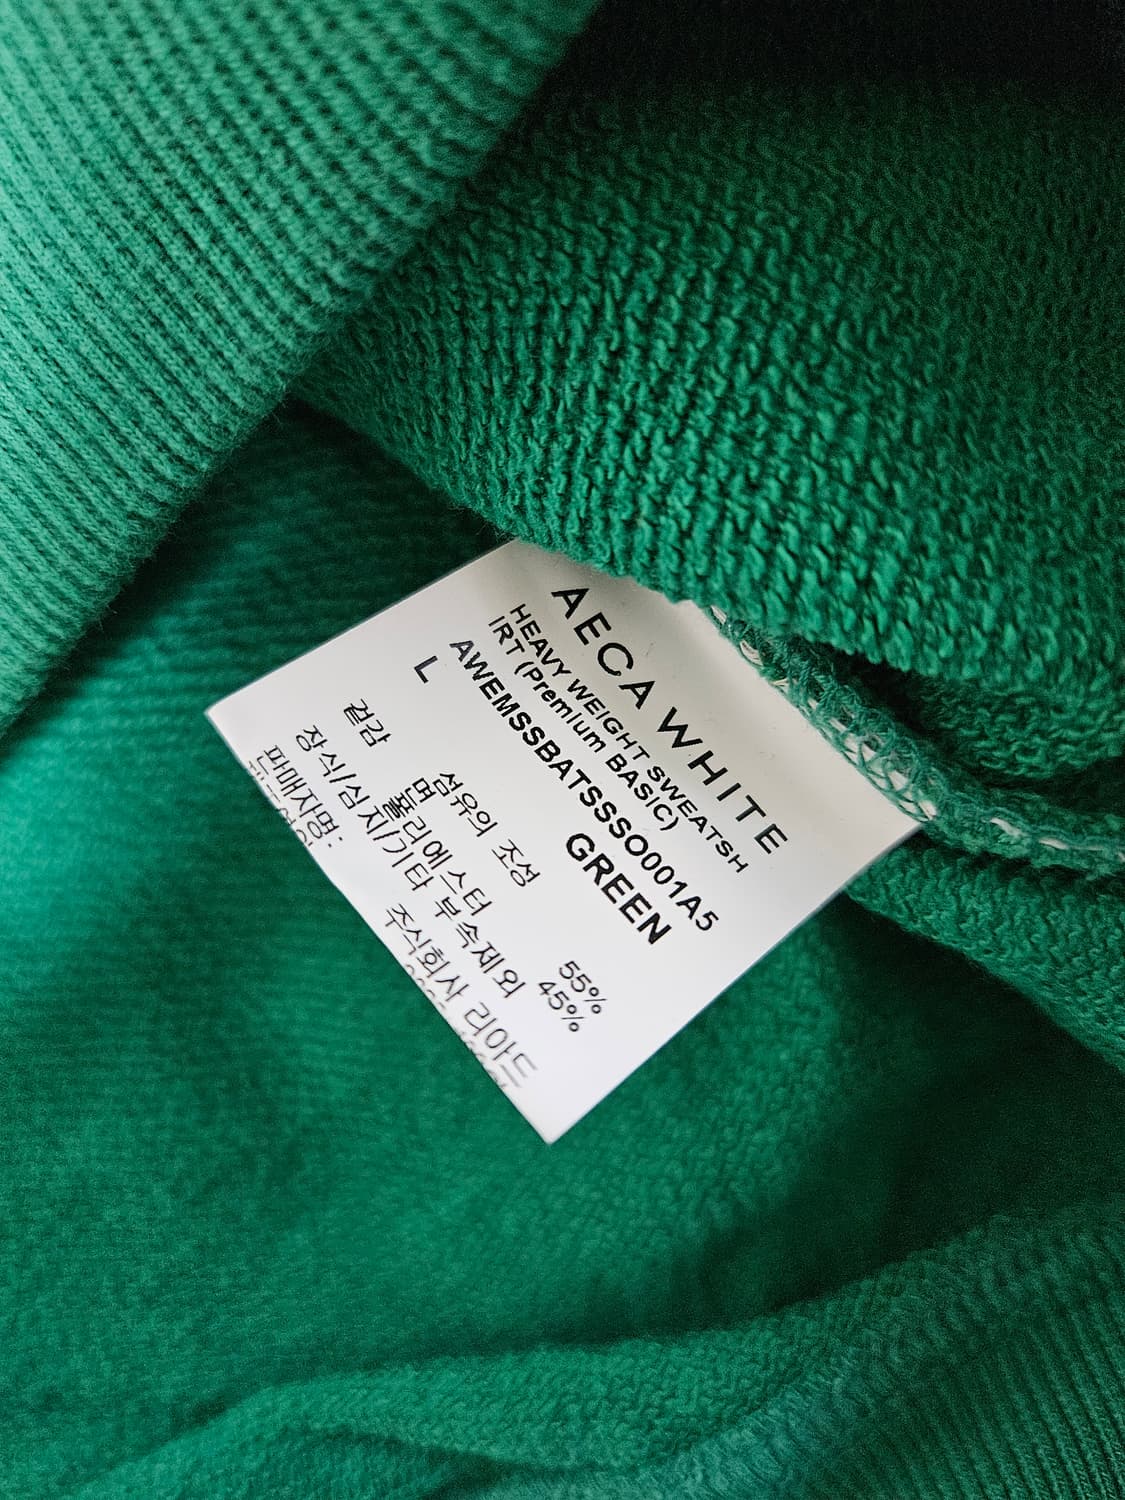 AECA WHITE
HEAVY WEIGHT SWEATSH
IRT (Premium BASIC)
AWEMSSBATSSSO001A5
L GREEN
겉감 섬유의 조성
면 55%
폴리에스터 45%
장식/심지/기타 부속제외
판매자명: 주식회사 리아드